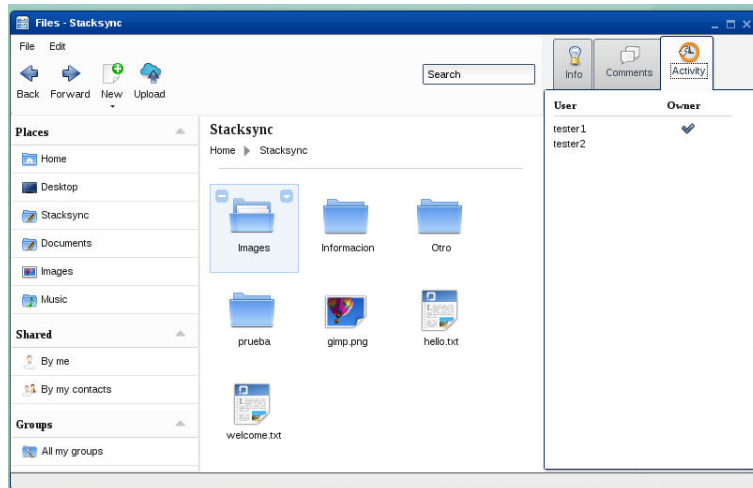 Files - Stacksync
File Edit
Back Forward New Upload
Search
Info Comments Activity
User Owner
tester1
tester2
Places
Home
Desktop
Stacksync
Documents
Images
Music
Shared
By me
By my contacts
Groups
All my groups
Stacksync
Home Stacksync
Images Informacion Otro
prueba gimp.png hello.txt
welcome.txt